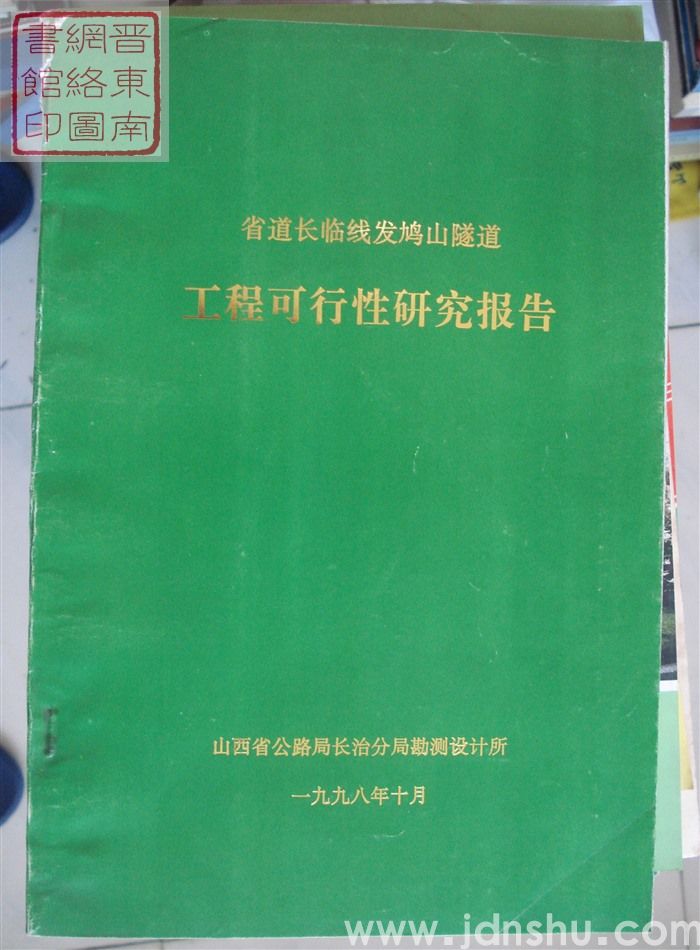 晋东南
網絡圖
書館印
省道长临线发鸠山隧道
工程可行性研究报告
山西省公路局长治分局勘测设计所
一九九八年十月
www.jdnshu.com